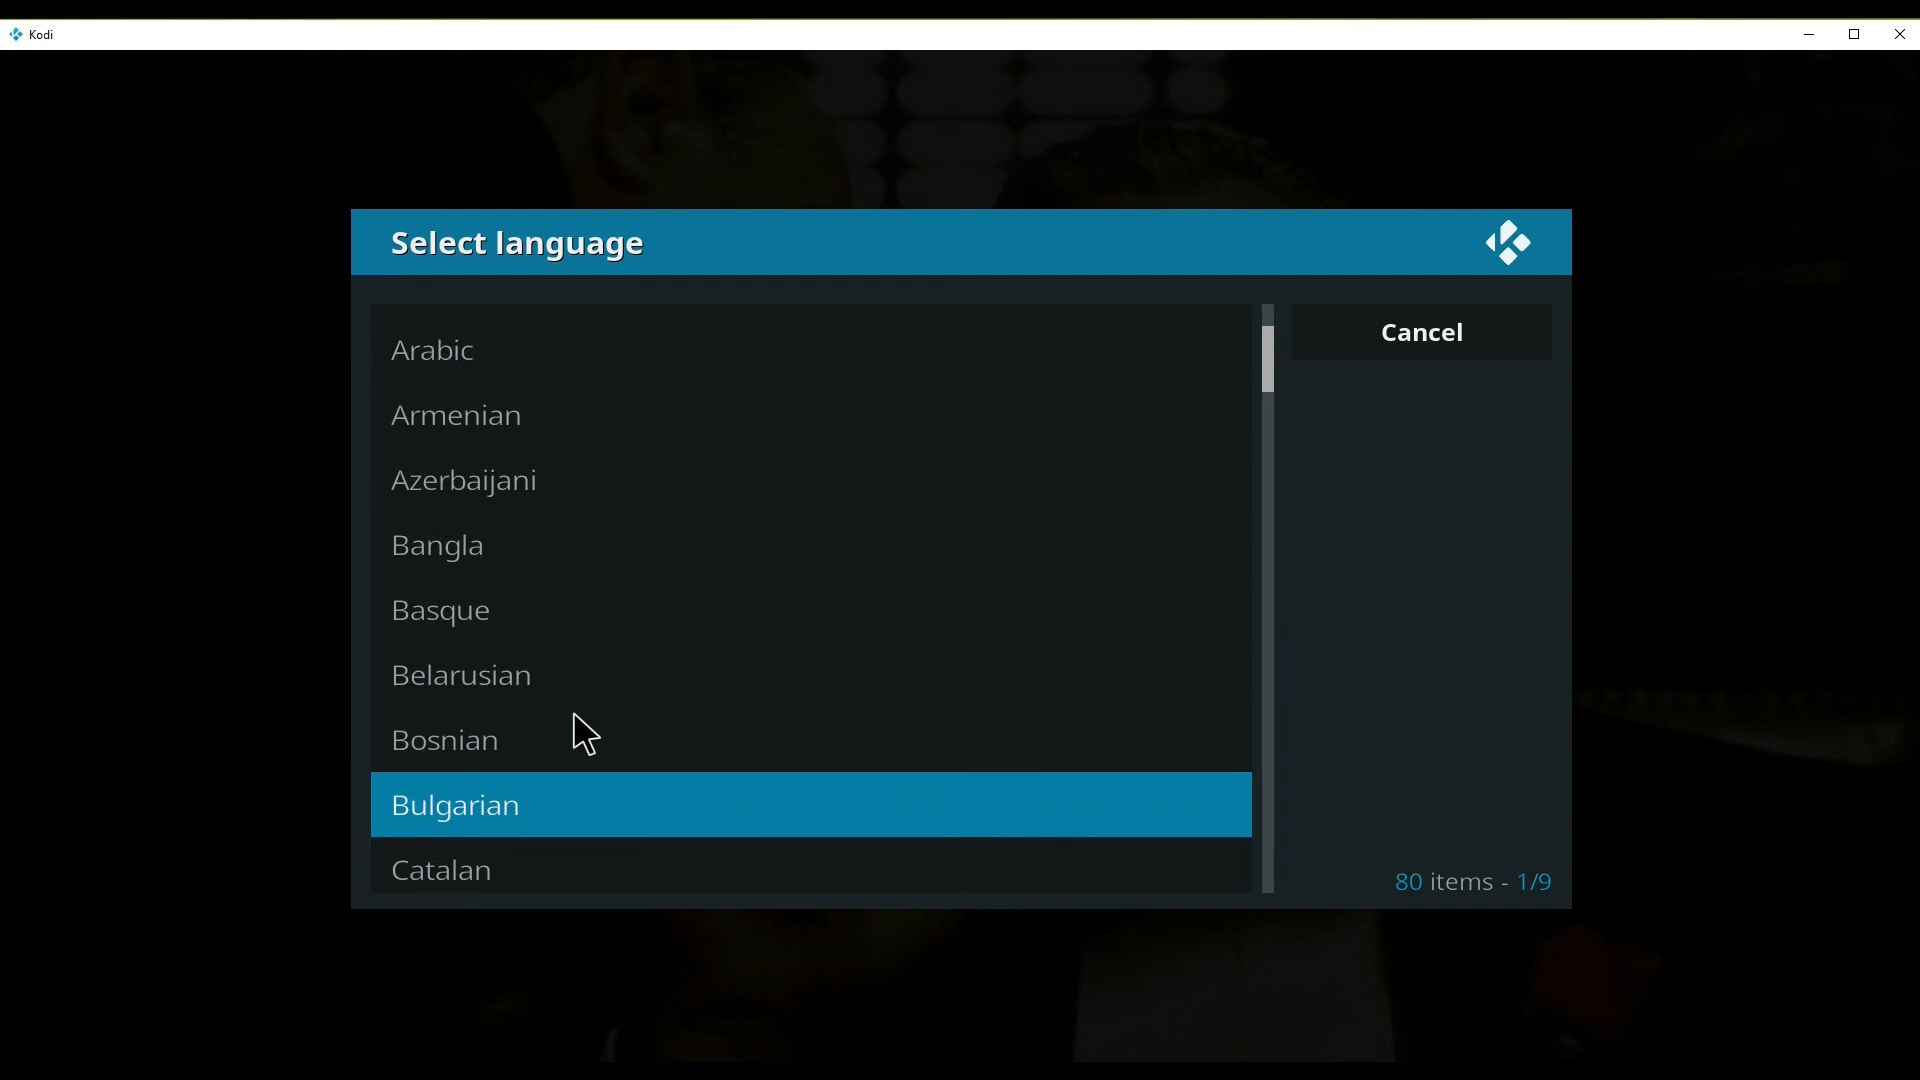 Kodi
Select language
Arabic
Armenian
Azerbaijani
Bangla
Basque
Belarusian
Bosnian
Bulgarian
Catalan
Cancel
80 items - 1/9